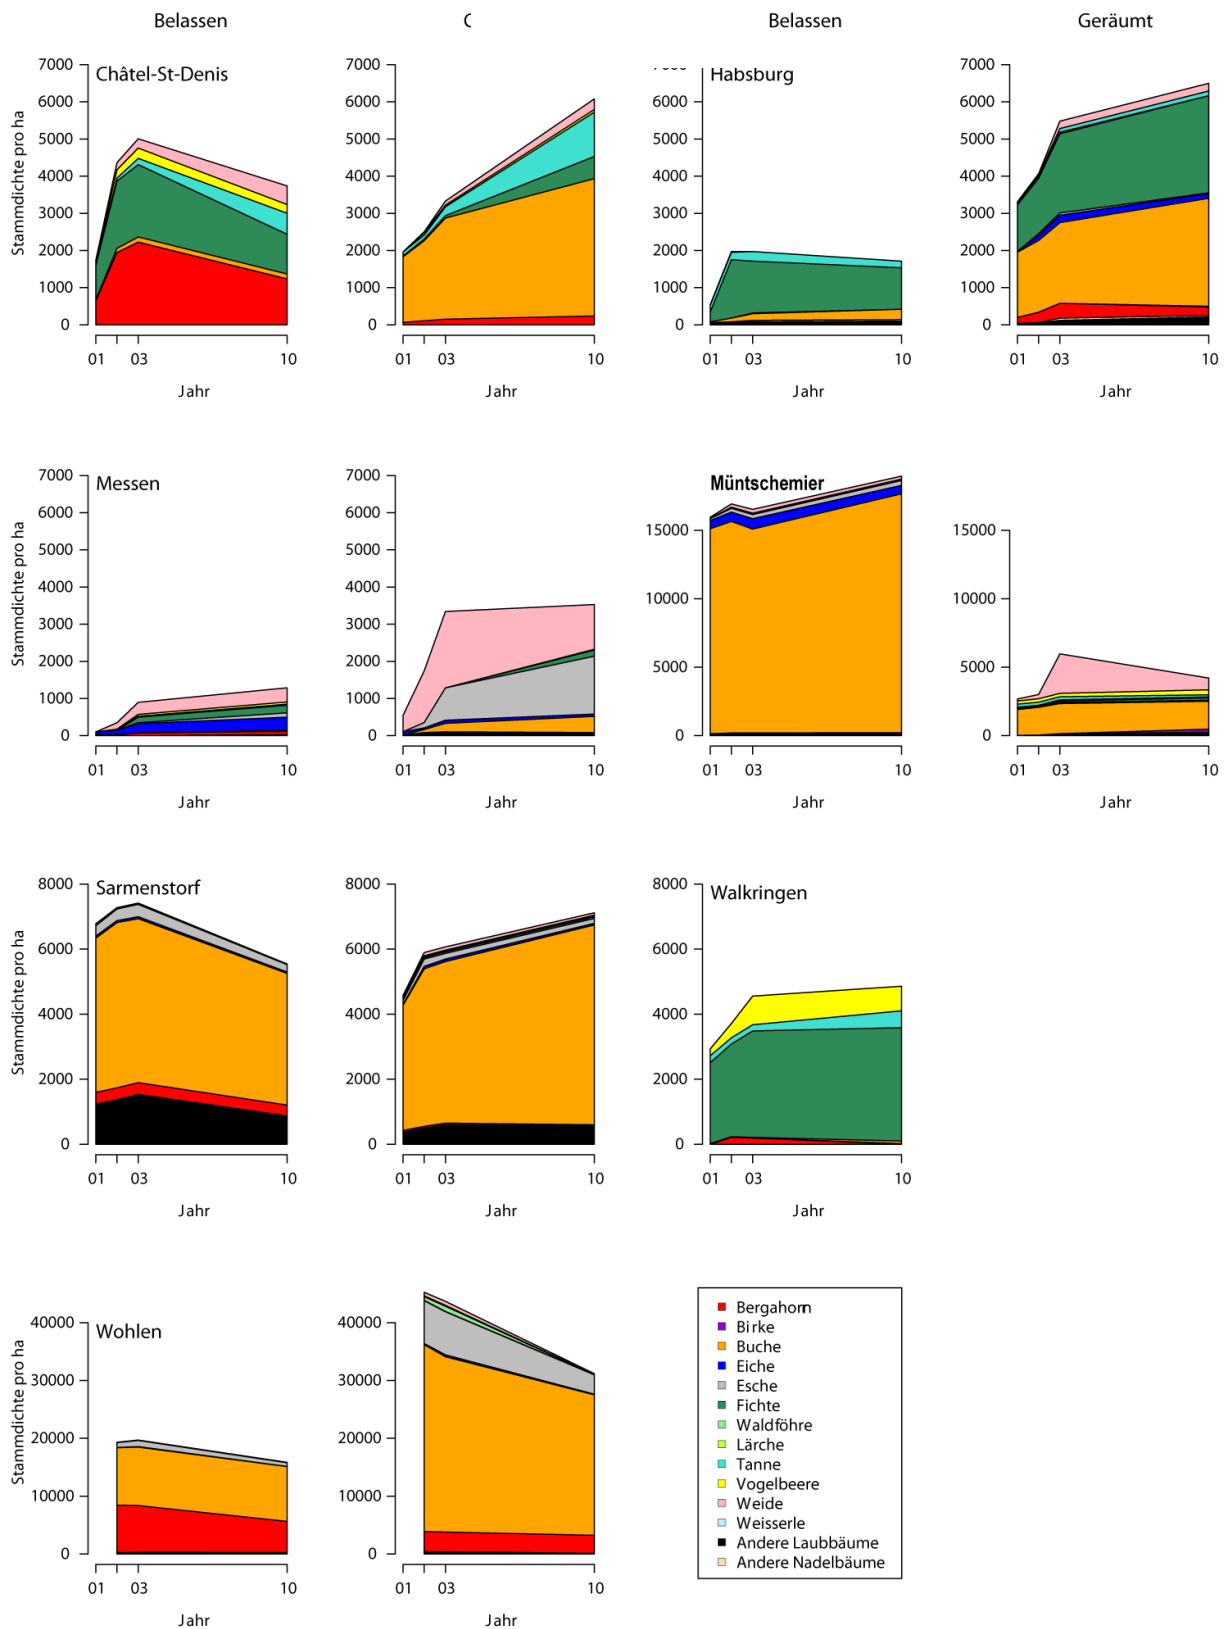 Belassen
Belassen
Geräumt
Châtel-St-Denis
Habsburg
Stammdichte pro ha
7000
6000
5000
4000
3000
2000
1000
0
01 03 10
Jahr
7000
6000
5000
4000
3000
2000
1000
0
01 03 10
Jahr
6000
5000
4000
3000
2000
1000
0
01 03 10
Jahr
7000
6000
5000
4000
3000
2000
1000
0
01 03 10
Jahr
Messen
Müntschemier
Stammdichte pro ha
7000
6000
5000
4000
3000
2000
1000
0
01 03 10
Jahr
7000
6000
5000
4000
3000
2000
1000
0
01 03 10
Jahr
15000
10000
5000
0
01 03 10
Jahr
15000
10000
5000
0
01 03 10
Jahr
Sarmenstorf
Walkringen
Stammdichte pro ha
8000
6000
4000
2000
0
01 03 10
Jahr
8000
6000
4000
2000
0
01 03 10
Jahr
8000
6000
4000
2000
0
01 03 10
Jahr
Wohlen
Stammdichte pro ha
40000
30000
20000
10000
0
01 03 10
Jahr
40000
30000
20000
10000
0
01 03 10
Jahr
Bergahorn
Birke
Buche
Eiche
Esche
Fichte
Waldföhre
Lärche
Tanne
Vogelbeere
Weide
Weisserle
Andere Laubbäume
Andere Nadelbäume